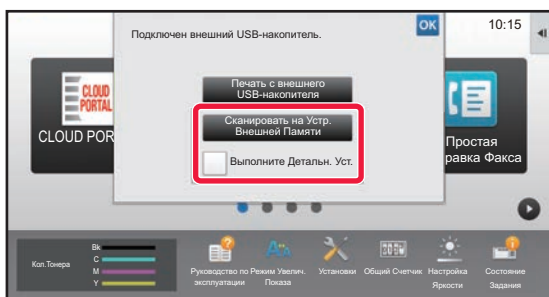 Подключен внешний USB-накопитель.
OK
10:15
Печать с внешнего
USB-накопителя
CLOUD
PORTAL
Сканировать на Устр.
Внешней Памяти
CLOUD POR
Простая
равка Факса
Выполните Детальн. Уст.
Кол.Тонера
Bk
C
M
Y
Руководство по
эксплуатации
Режим Увелич.
Показа
Установки
Общий Счетчик
Настройка
Яркости
Состояние
Задания